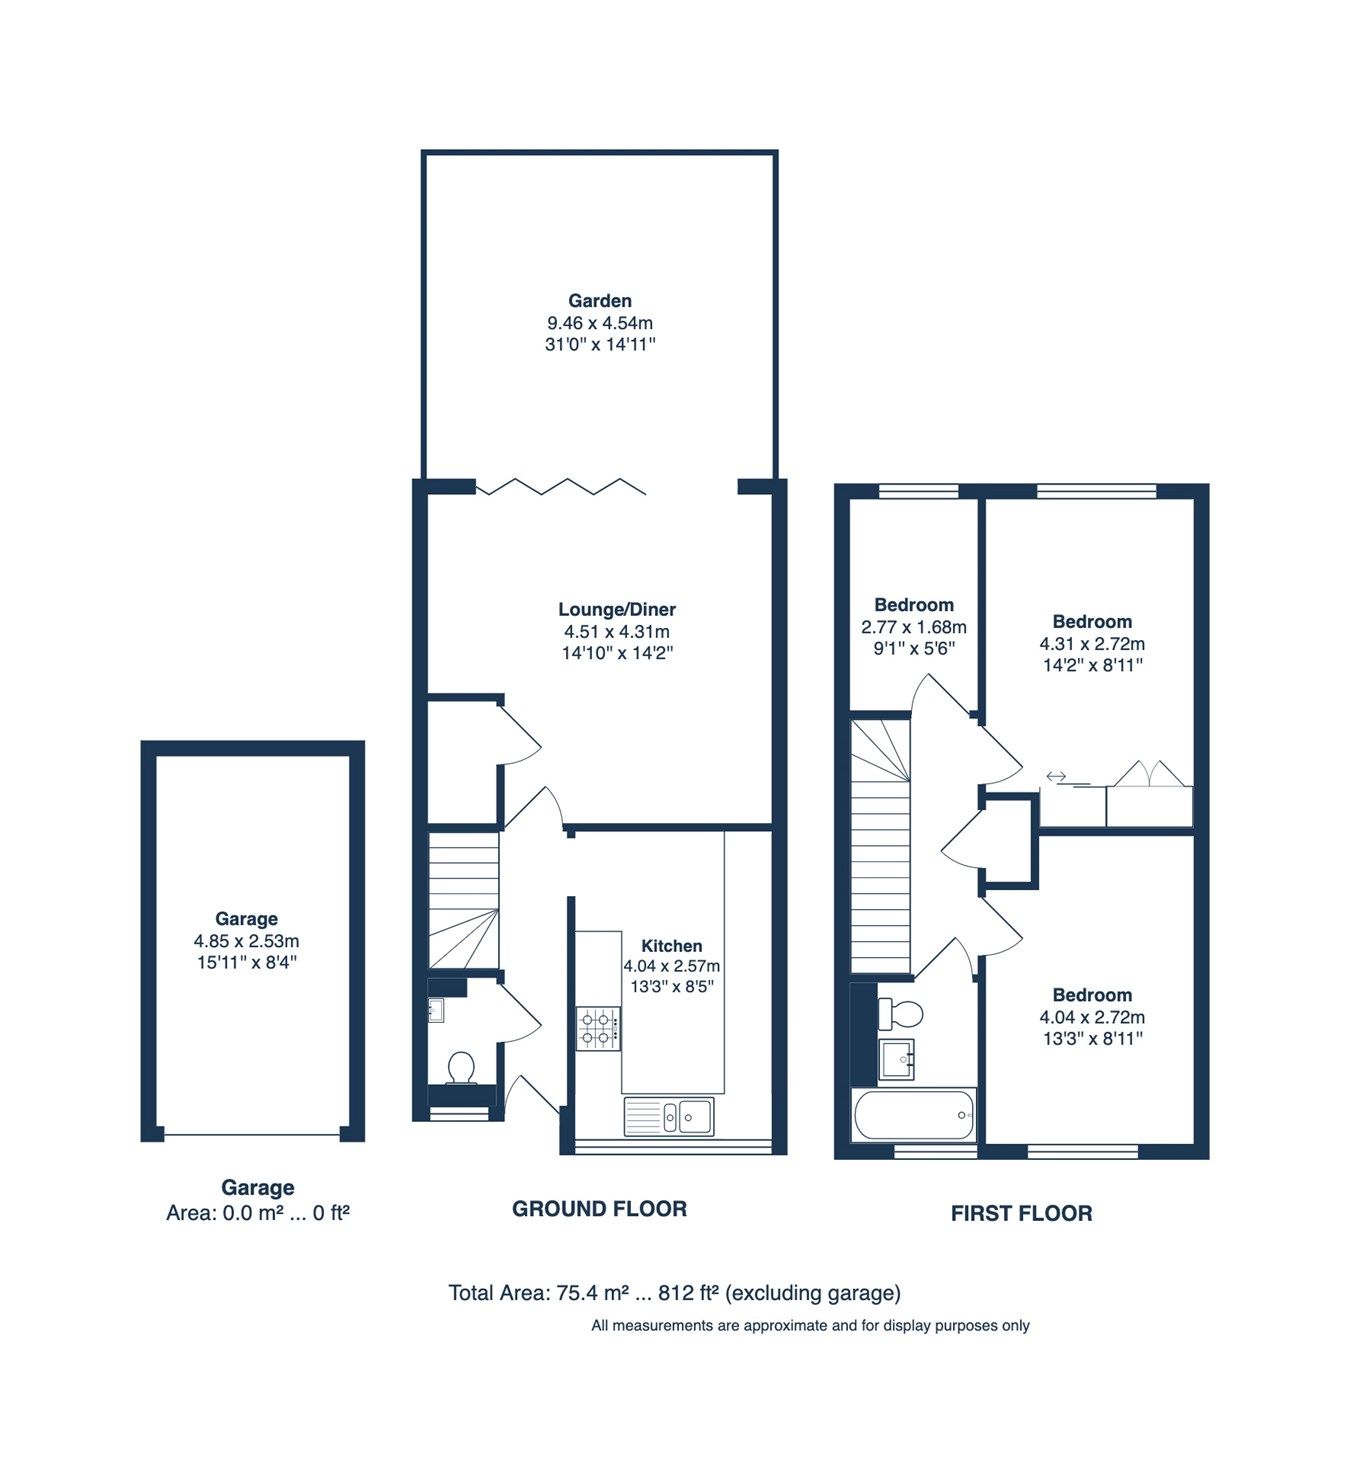 Garden
9.46 x 4.54m
31'0" x 14'11"
Lounge/Diner
4.51 x 4.31m
14'10" x 14'2"
Kitchen
4.04 x 2.57m
13'3" x 8'5"
GROUND FLOOR
Garage
4.85 x 2.53m
15'11" x 8'4"
Garage
Area: 0.0 m² ... 0 ft²
Bedroom
2.77 x 1.68m
9'1" x 5'6"
Bedroom
4.31 x 2.72m
14'2" x 8'11"
Bedroom
4.04 x 2.72m
13'3" x 8'11"
FIRST FLOOR
Total Area: 75.4 m² ... 812 ft² (excluding garage)
All measurements are approximate and for display purposes only